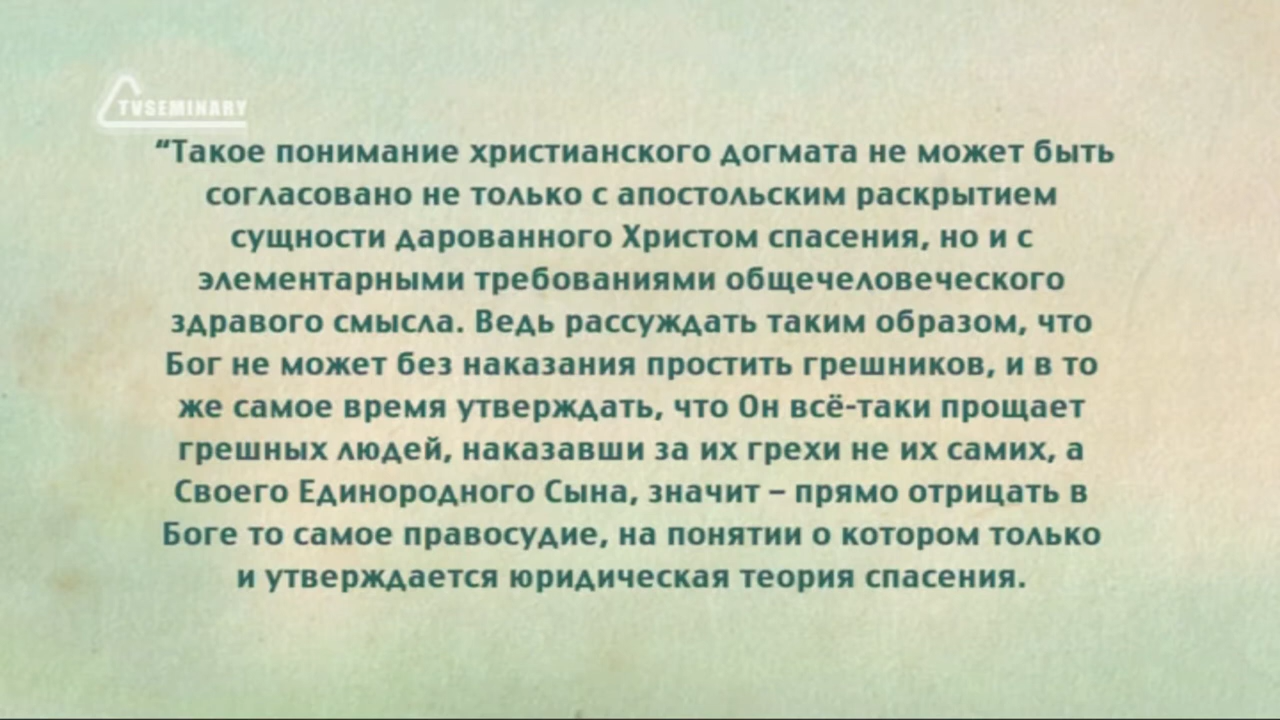 TVSEMINARY
“Такое понимание христианского догмата не может быть
согласовано не только с апостольским раскрытием
сущности дарованного Христом спасения, но и с
элементарными требованиями общечеловеческого
здравого смысла. Ведь рассуждать таким образом, что
Бог не может без наказания простить грешников, и в то
же самое время утверждать, что Он всё-таки прощает
грешных людей, наказавши за их грехи не их самих, а
Своего Единородного Сына, значит – прямо отрицать в
Боге то самое правосудие, на понятии о котором только
и утверждается юридическая теория спасения.